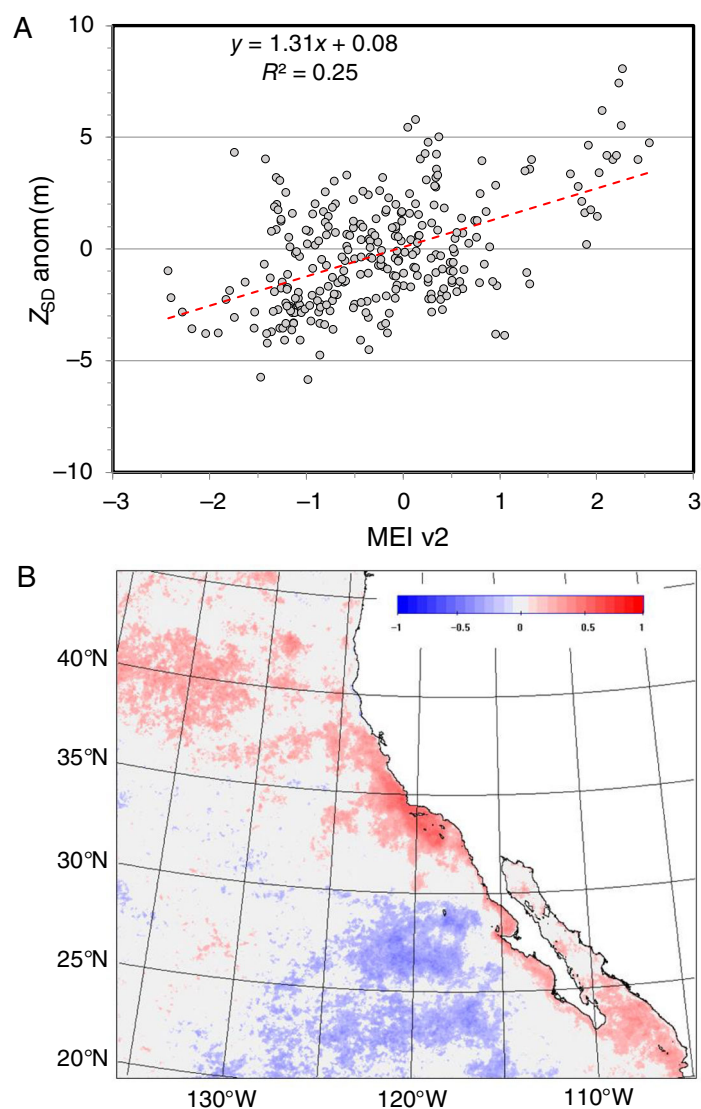 A
y = 1.31x + 0.08
R² = 0.25
10
5
0
–5
–10
Z_SD anom (m)
–3 –2 –1 0 1 2 3
MEI v2
B
–1 –0.5 0 0.5 1
40°N
35°N
30°N
25°N
20°N
130°W 120°W 110°W